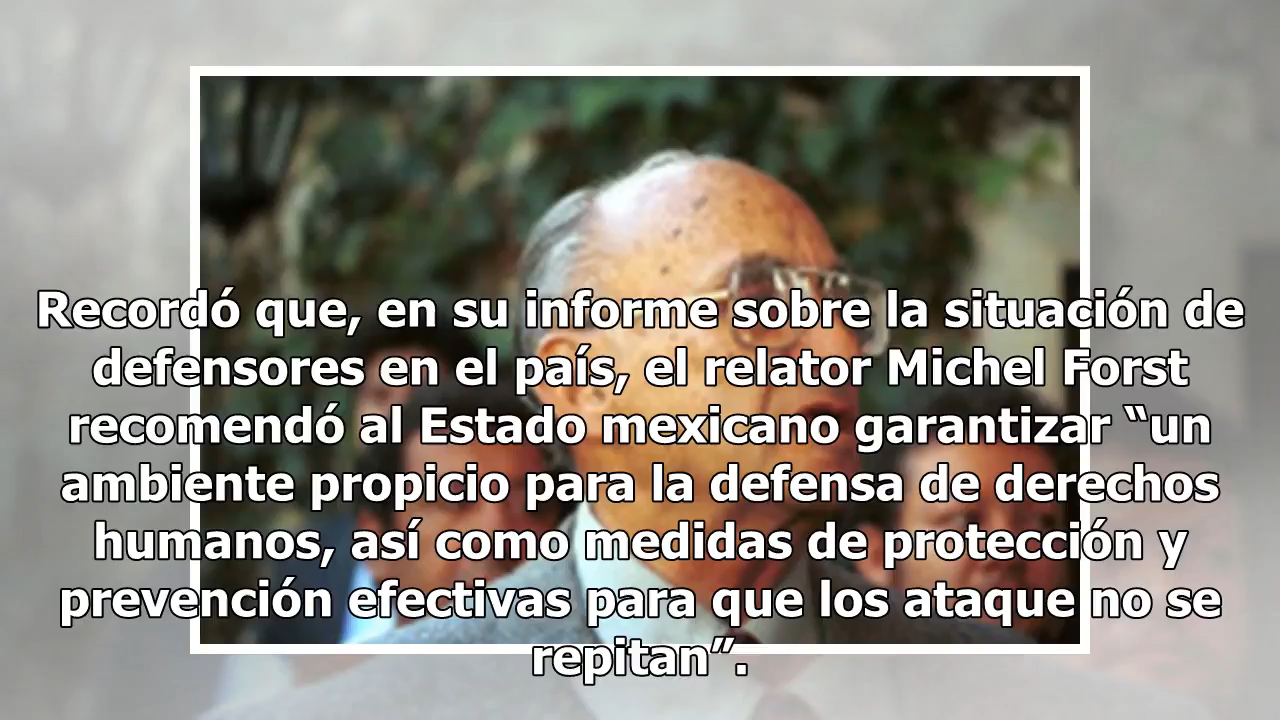 Recordó que, en su informe sobre la situación de
defensores en el país, el relator Michel Forst
recomendó al Estado mexicano garantizar “un
ambiente propicio para la defensa de derechos
humanos, así como medidas de protección y
prevención efectivas para que los ataque no se
repitan”.